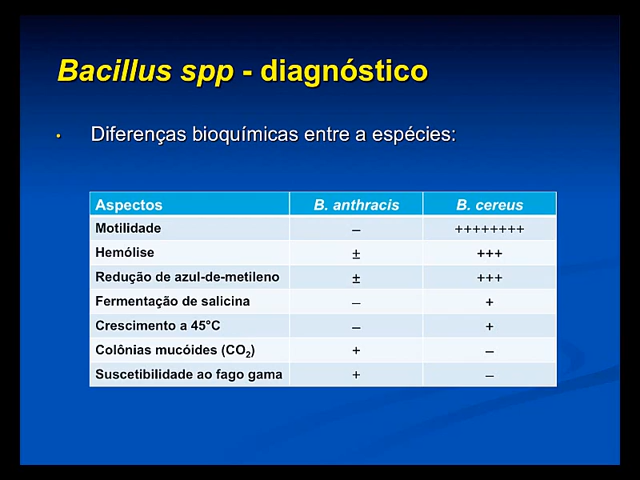 Bacillus spp - diagnóstico
• Diferenças bioquímicas entre a espécies:
Aspectos B. anthracis B. cereus
Motilidade – ++++++++
Hemólise ± +++
Redução de azul-de-metileno ± +++
Fermentação de salicina – +
Crescimento a 45°C – +
Colônias mucóides (CO2) + –
Suscetibilidade ao fago gama + –